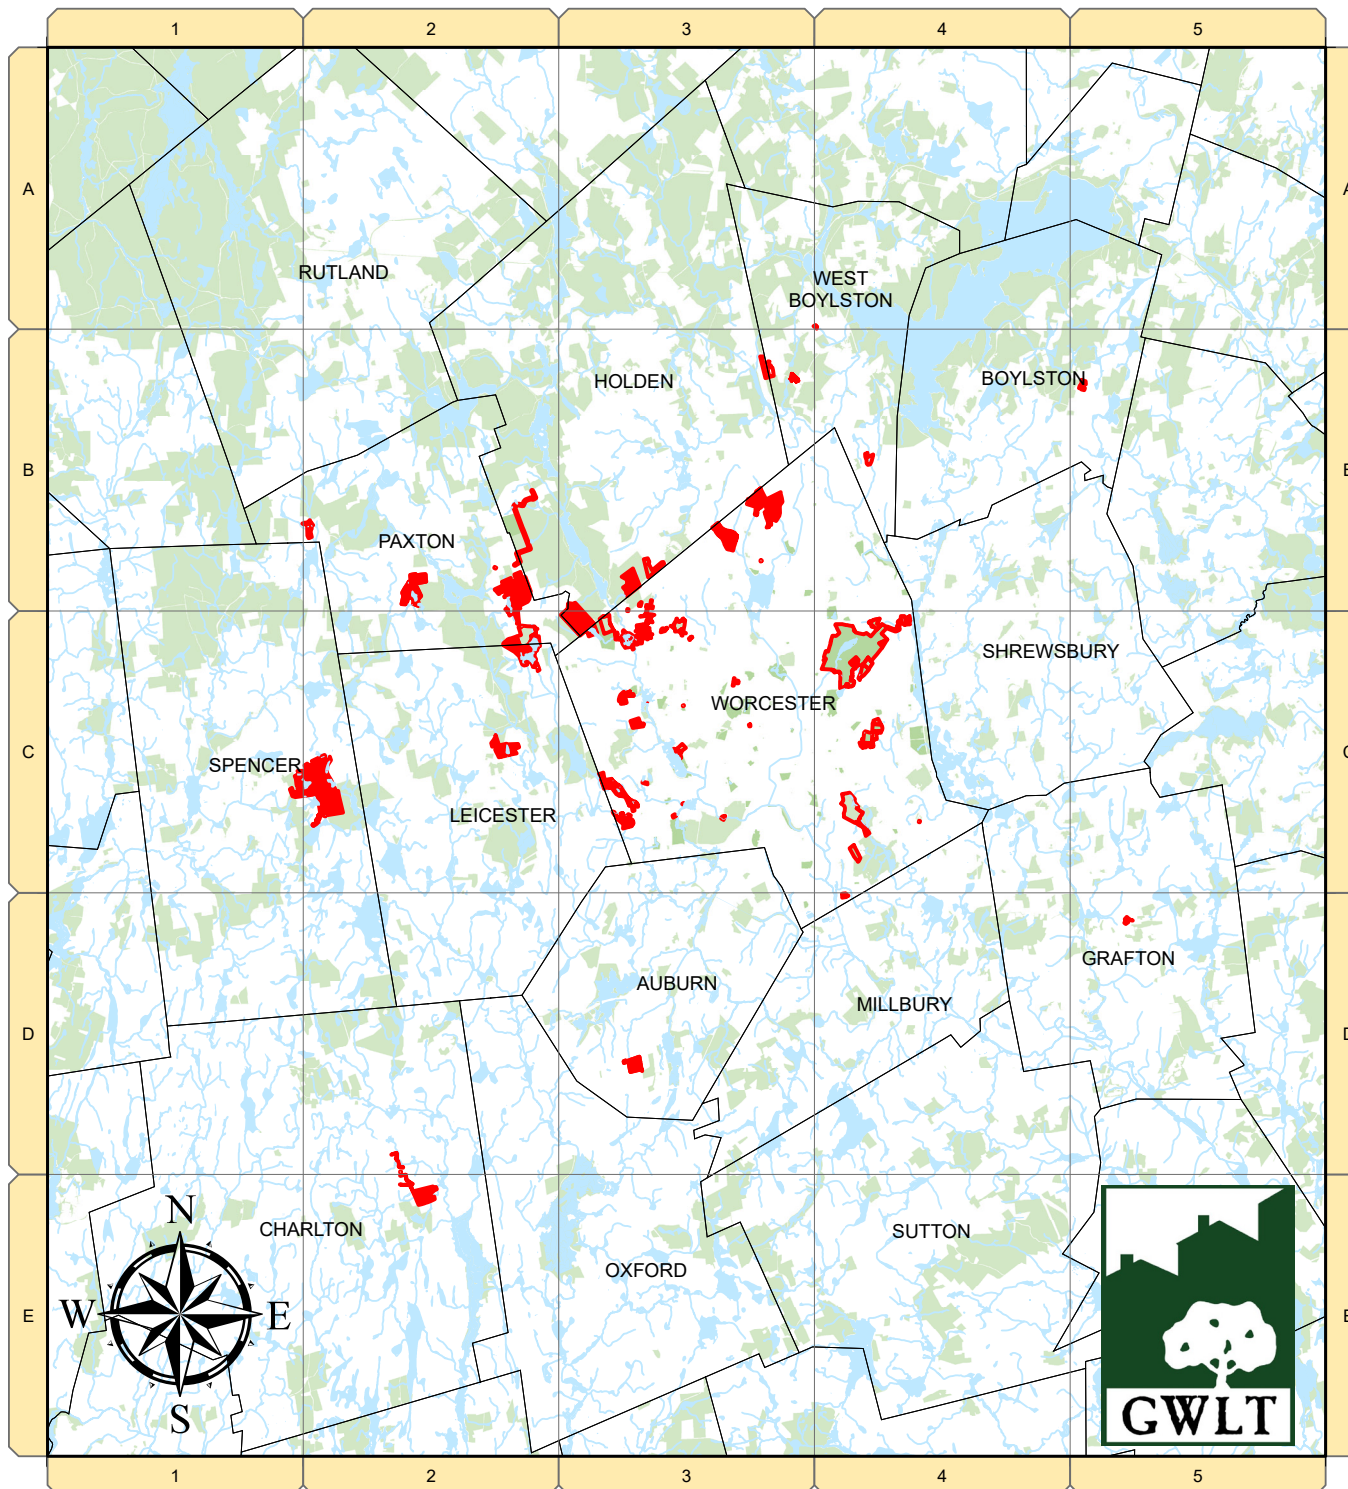 1 2 3 4 5
A A
RUTLAND
WEST
BOYLSTON
HOLDEN
BOYLSTON
B
PAXTON
SHREWSBURY
WORCESTER
C
SPENCER
LEICESTER
GRAFTON
AUBURN
MILLBURY
D
N
CHARLTON
SUTTON
OXFORD
W E
E
S
GWLT
1 2 3 4 5